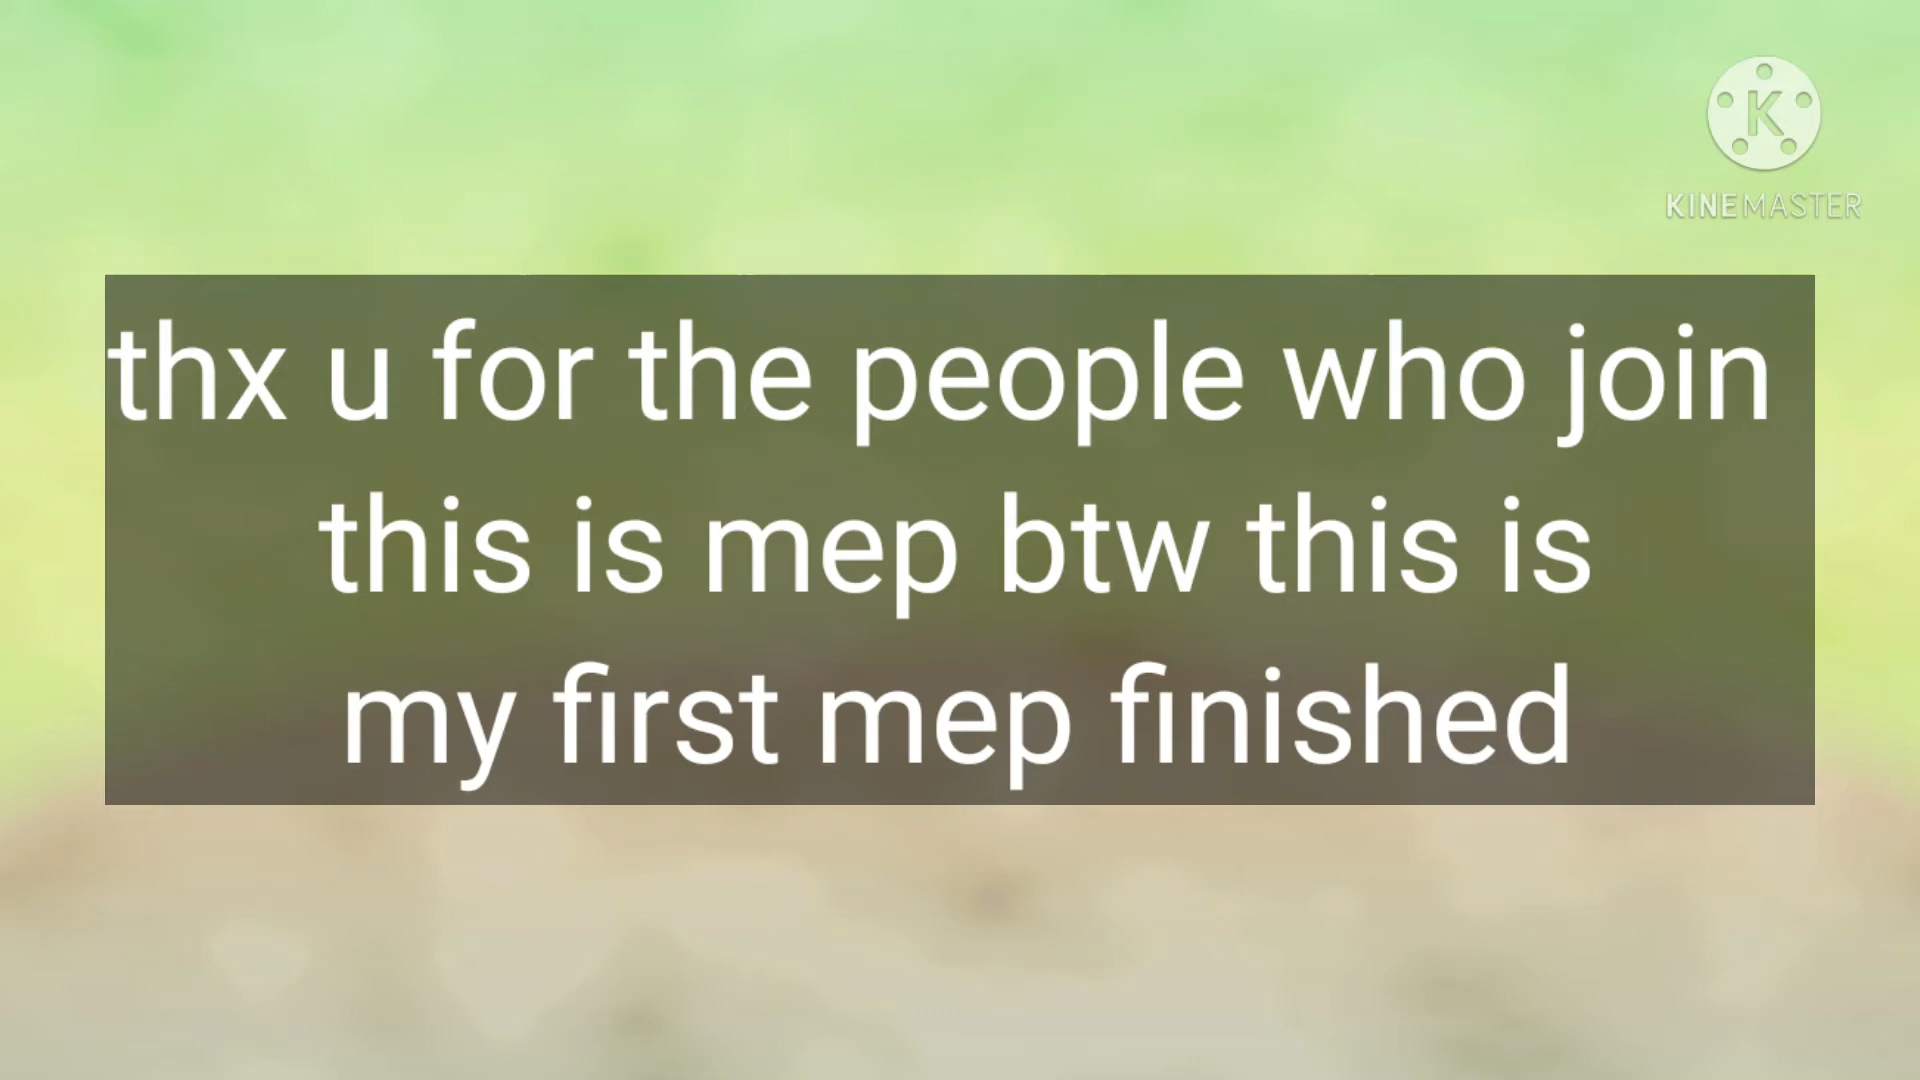 K
KINEMASTER
thx u for the people who join
this is mep btw this is
my first mep finished